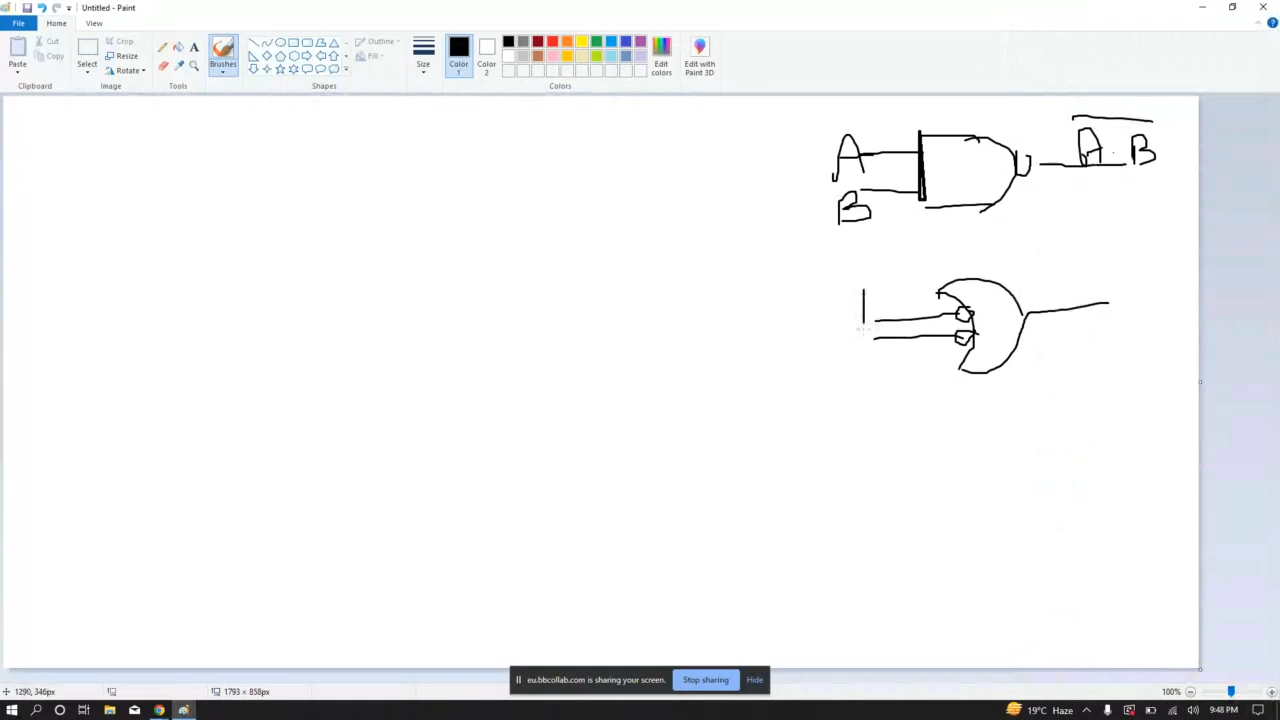 Untitled - Paint
File
Home
View
Paste
Cut
Copy
Clipboard
Select
Crop
Resize
Rotate
Image
A
Tools
Brushes
Shapes
Outline
Fill
Size
Color 1
Color 2
Edit colors
Edit with Paint 3D
Colors
A
B
A . B
eu.bbcollab.com is sharing your screen.
Stop sharing
Hide
1290, 346px
1793 × 858px
100%
19°C Haze
9:48 PM